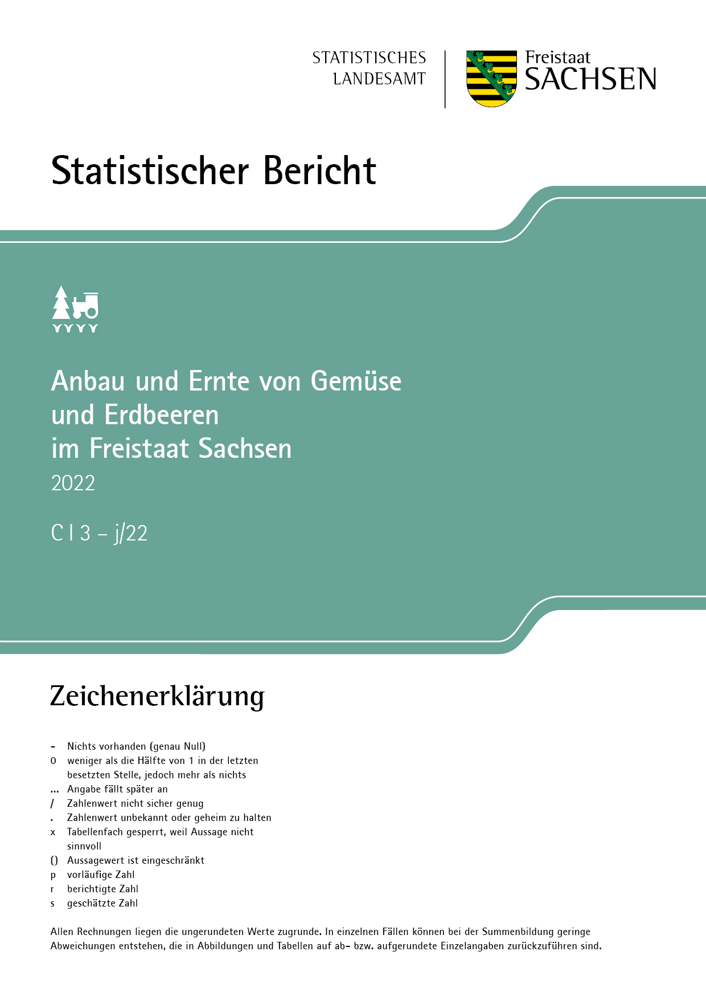 STATISTISCHES
LANDESAMT
Freistaat
SACHSEN
Statistischer Bericht
Anbau und Ernte von Gemüse
und Erdbeeren
im Freistaat Sachsen
2022
C I 3 – j/22
Zeichenerklärung
- Nichts vorhanden (genau Null)
0 weniger als die Hälfte von 1 in der letzten
besetzten Stelle, jedoch mehr als nichts
... Angabe fällt später an
/ Zahlenwert nicht sicher genug
. Zahlenwert unbekannt oder geheim zu halten
x Tabellenfach gesperrt, weil Aussage nicht
sinnvoll
() Aussagewert ist eingeschränkt
p vorläufige Zahl
r berichtigte Zahl
s geschätzte Zahl
Allen Rechnungen liegen die ungerundeten Werte zugrunde. In einzelnen Fällen können bei der Summenbildung geringe
Abweichungen entstehen, die in Abbildungen und Tabellen auf ab- bzw. aufgerundete Einzelangaben zurückzuführen sind.